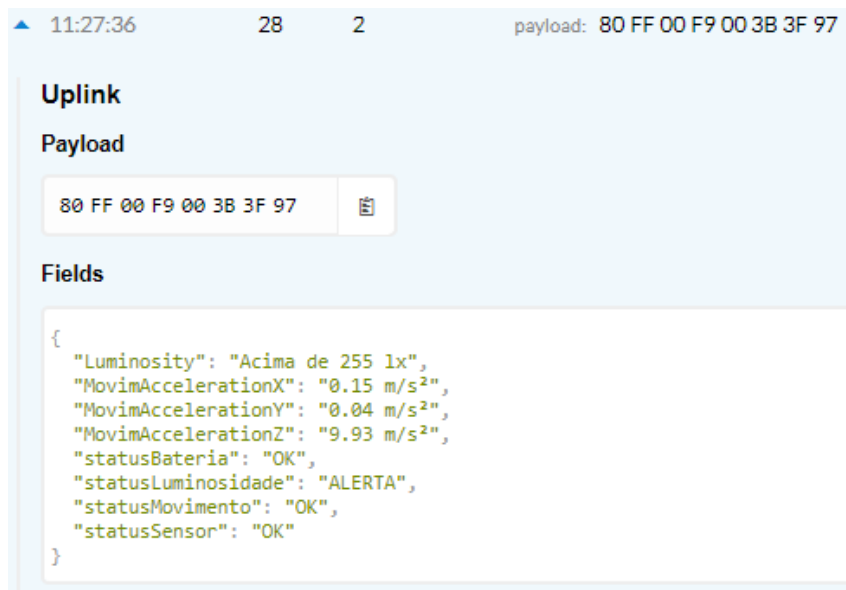 11:27:36 28 2 payload: 80 FF 00 F9 00 3B 3F 97
Uplink
Payload
80 FF 00 F9 00 3B 3F 97
Fields
{
"Luminosity": "Acima de 255 lx",
"MovimAccelerationX": "0.15 m/s²",
"MovimAccelerationY": "0.04 m/s²",
"MovimAccelerationZ": "9.93 m/s²",
"statusBateria": "OK",
"statusLuminosidade": "ALERTA",
"statusMovimento": "OK",
"statusSensor": "OK"
}